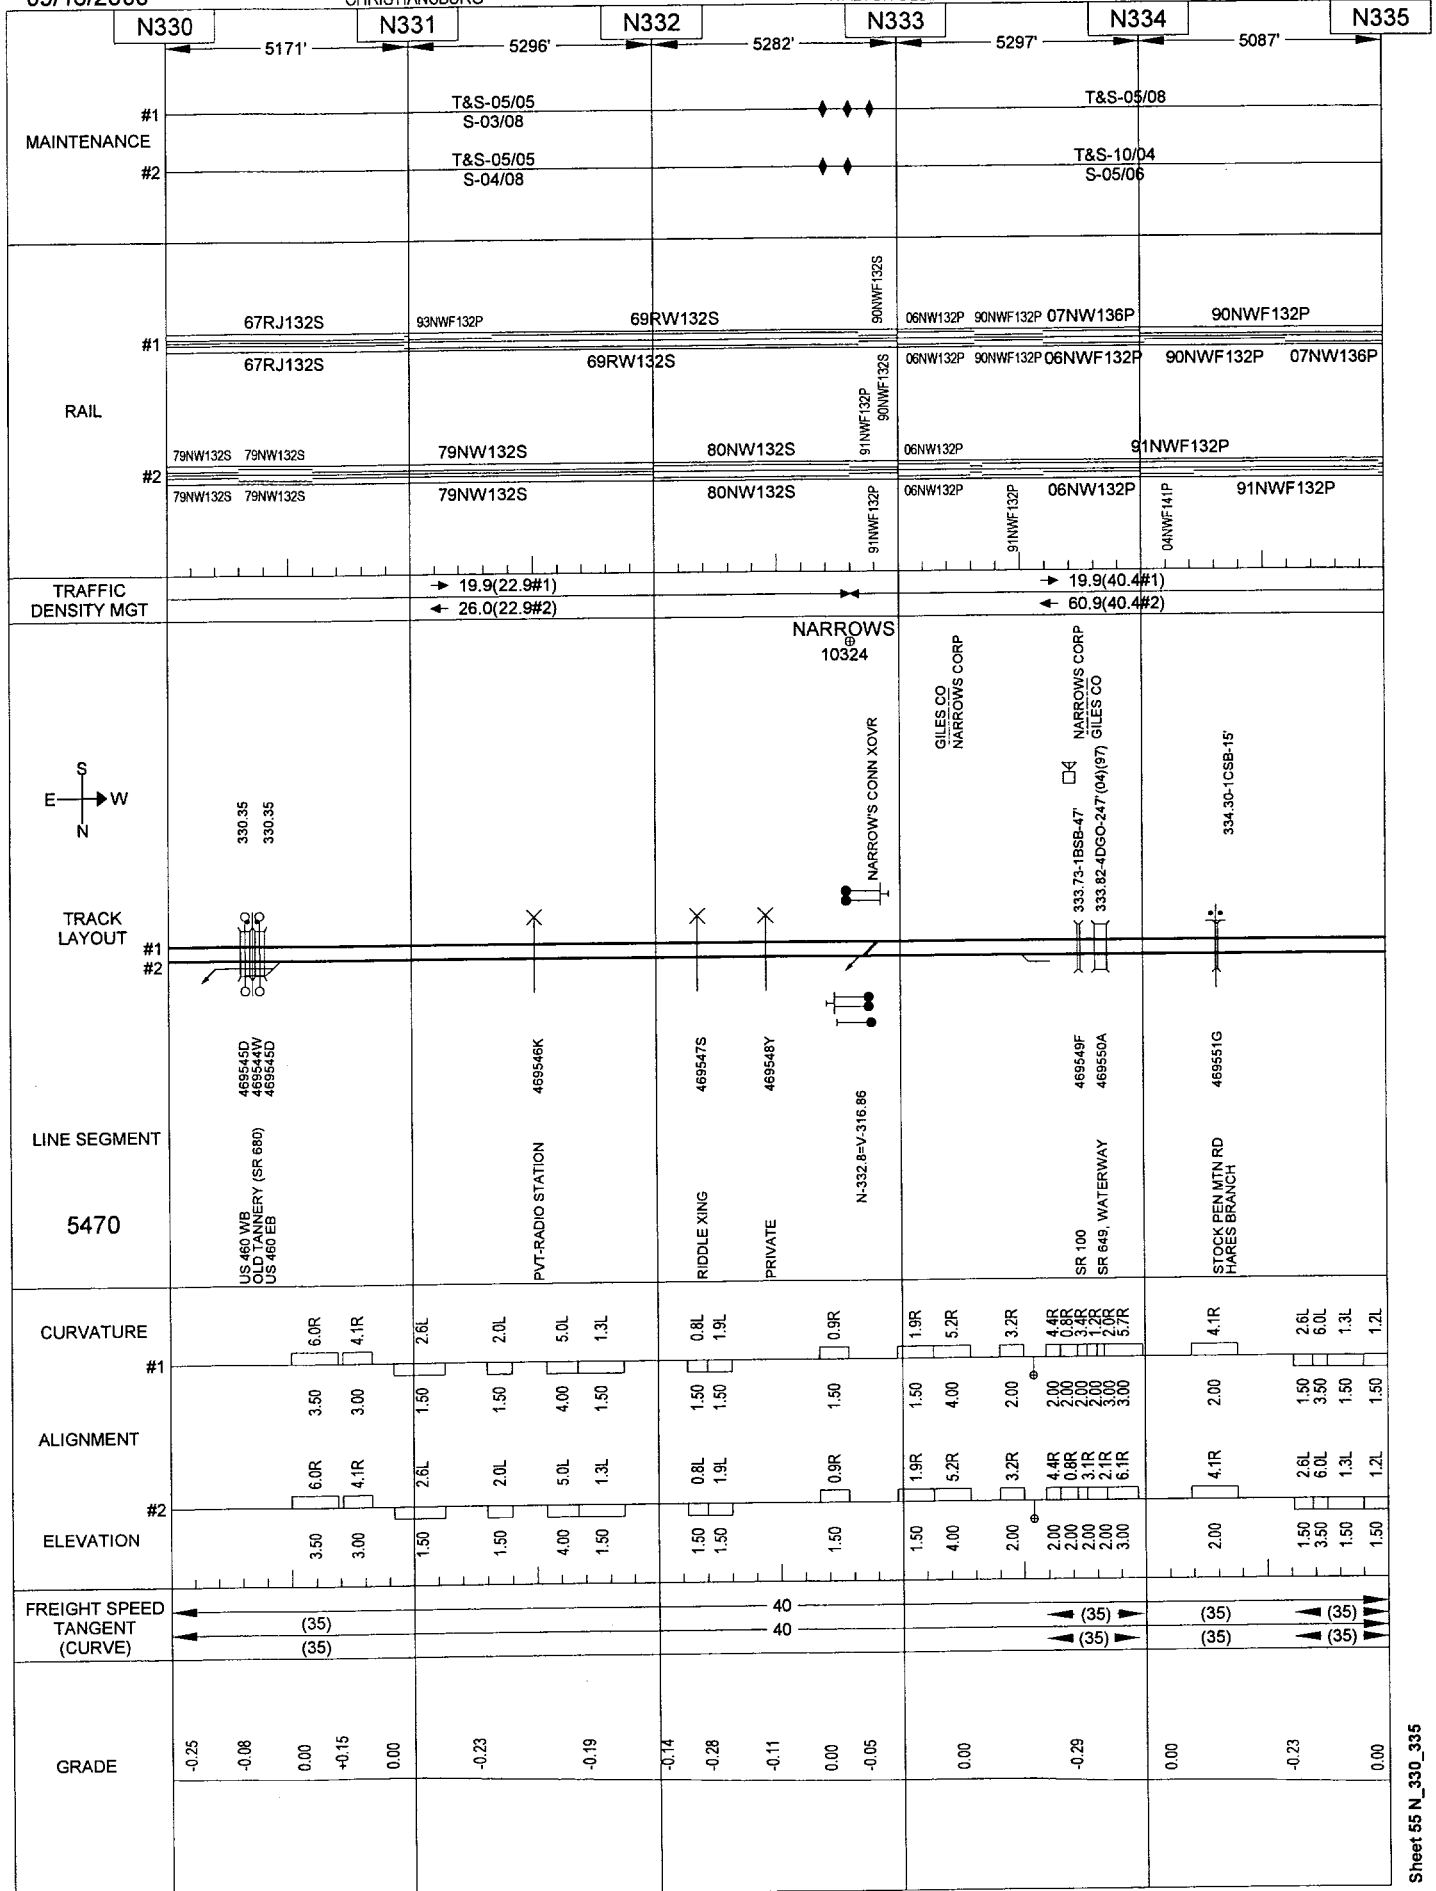 CHRISTIANSBURG
N330 N331 N332 N333 N334 N335
5171' 5296' 5282' 5297' 5087'
MAINTENANCE
#1 T&S-05/05 T&S-05/08
S-03/08
#2 T&S-05/05 T&S-10/04
S-04/08 S-05/06
RAIL
90NWF132S
67RJ132S 93NWF132P 69RW132S 06NW132P 90NWF132P 07NW136P 90NWF132P
#1
67RJ132S 69RW132S 06NW132P 90NWF132P 06NWF132P 90NWF132P 07NW136P
91NWF132P 90NWF132S
79NW132S 79NW132S 79NW132S 80NW132S 06NW132P 91NWF132P
#2
79NW132S 79NW132S 79NW132S 80NW132S 06NW132P 06NW132P 91NWF132P
91NWF132P 91NWF132P 04NWF141P
TRAFFIC
DENSITY MGT
19.9(22.9#1) 19.9(40.4#1)
26.0(22.9#2) 60.9(40.4#2)
NARROWS
10324
GILES CO
NARROWS CORP
NARROWS CORP
GILES CO
S
E W
N
330.35
330.35
NARROW'S CONN XOVR
333.73-1BSB-47'
333.82-4DGO-247'(04)(97)
334.30-1CSB-15'
TRACK
LAYOUT
#1
#2
469545D
469544W
469545D
469546K
469547S
469548Y
469549F
469550A
469551G
LINE SEGMENT
5470
US 460 WB
OLD TANNERY (SR 680)
US 460 EB
PVT-RADIO STATION
RIDDLE XING
PRIVATE
N-332.8=V-316.86
SR 100
SR 649, WATERWAY
STOCK PEN MTN RD
HARES BRANCH
CURVATURE
6.0R 4.1R 2.6L 2.0L 5.0L 1.3L 0.8L 1.9L 0.9R 1.9R 5.2R 3.2R 4.4R 0.8R 3.4R 1.2R 2.0R 5.7R 4.1R 2.6L 6.0L 1.3L 1.2L
#1
3.50 3.00 1.50 1.50 4.00 1.50 1.50 1.50 1.50 1.50 4.00 2.00 2.00 2.00 2.00 2.00 3.00 3.00 2.00 1.50 3.50 1.50 1.50
ALIGNMENT
6.0R 4.1R 2.6L 2.0L 5.0L 1.3L 0.8L 1.9L 0.9R 1.9R 5.2R 3.2R 4.4R 0.8R 3.1R 2.1R 6.1R 4.1R 2.6L 6.0L 1.3L 1.2L
#2
ELEVATION
3.50 3.00 1.50 1.50 4.00 1.50 1.50 1.50 1.50 1.50 4.00 2.00 2.00 2.00 2.00 2.00 3.00 2.00 1.50 3.50 1.50 1.50
FREIGHT SPEED
TANGENT
(CURVE)
40
(35) (35) (35) (35)
40
(35) (35) (35) (35)
GRADE
-0.25 -0.08 0.00 +0.15 0.00 -0.23 -0.19 -0.14 -0.28 -0.11 0.00 -0.05 0.00 -0.29 0.00 -0.23 0.00
Sheet 55 N_330_335